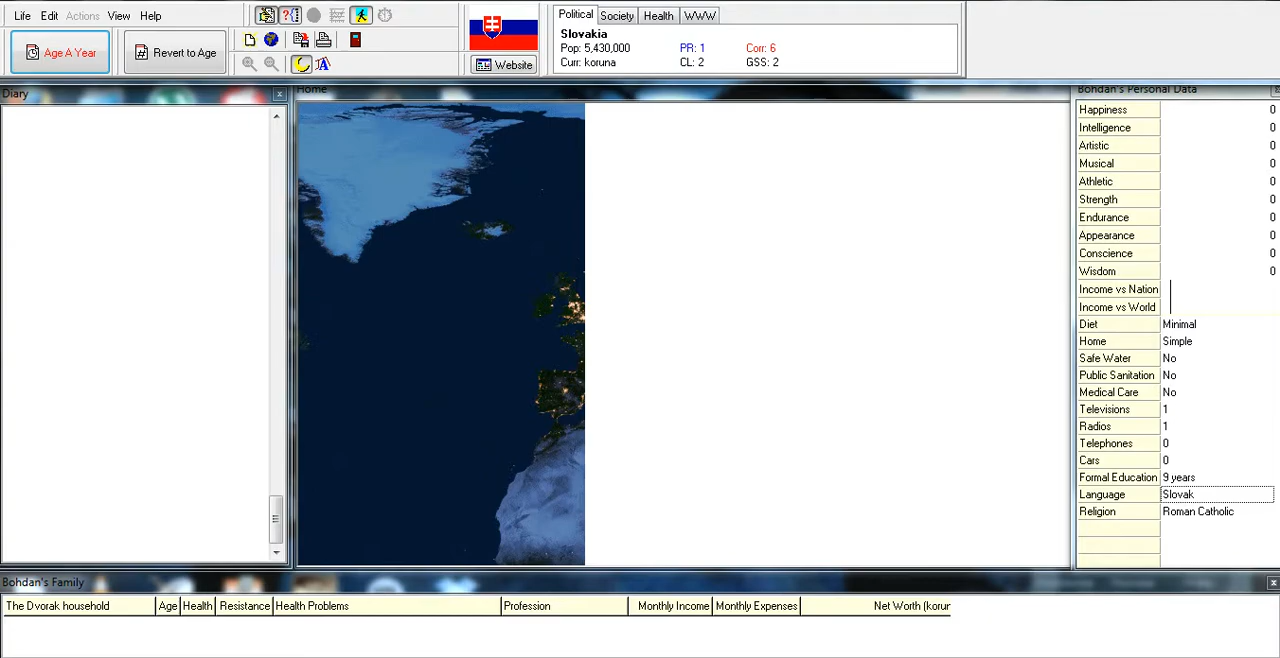 Life Edit Actions View Help
Age A Year
Revert to Age
Website
Political Society Health WWW
Slovakia
Pop: 5,430,000 PR: 1 Corr: 6
Curr: koruna CL: 2 GSS: 2
Diary
Home
Bohdan's Personal Data
Happiness 0
Intelligence 0
Artistic 0
Musical 0
Athletic 0
Strength 0
Endurance 0
Appearance 0
Conscience 0
Wisdom 0
Income vs Nation
Income vs World
Diet Minimal
Home Simple
Safe Water No
Public Sanitation No
Medical Care No
Televisions 1
Radios 1
Telephones 0
Cars 0
Formal Education 9 years
Language Slovak
Religion Roman Catholic
Bohdan's Family
The Dvorak household Age Health Resistance Health Problems Profession Monthly Income Monthly Expenses Net Worth (korur